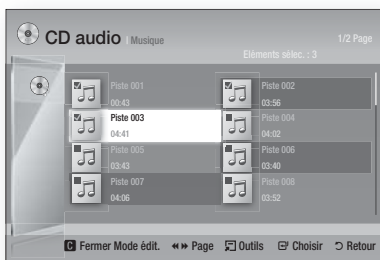 CD audio | Musique
1/2 Page
Eléments sélec. : 3
Piste 001
00:43
Piste 002
03:56
Piste 003
04:41
Piste 004
04:02
Piste 005
03:43
Piste 006
03:40
Piste 007
04:06
Piste 008
03:52
C Fermer Mode édit. Page Outils Choisir Retour